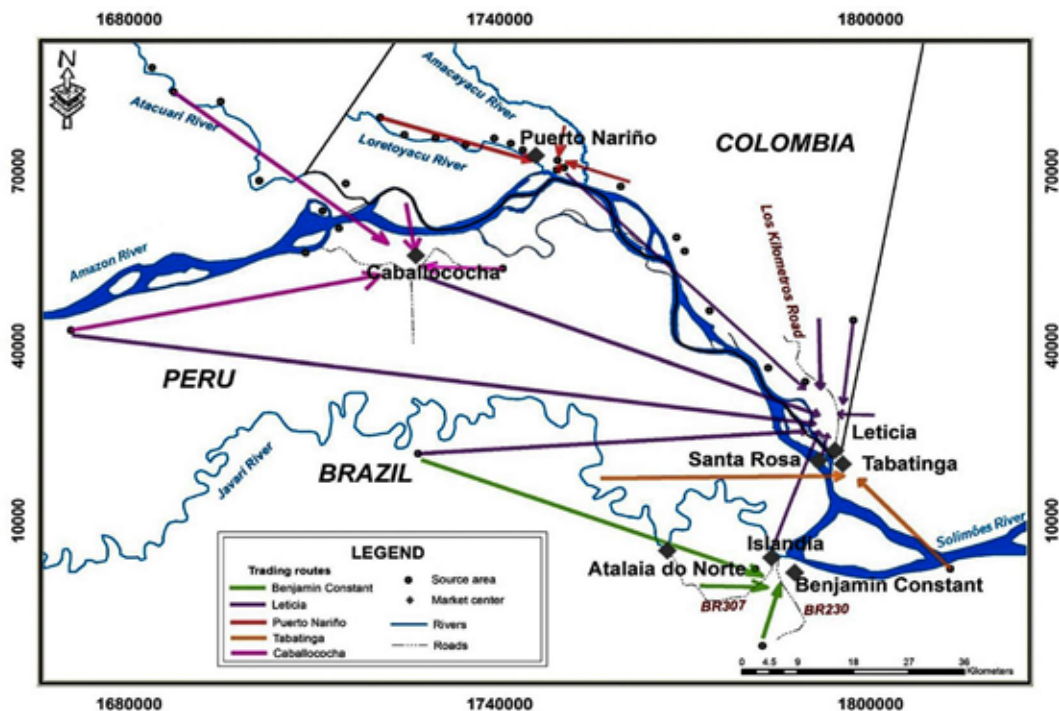 1680000 1740000 1800000
N
Atacuari River
Amacayacu River
Loretoyacu River
Puerto Nariño
COLOMBIA
70000 70000
Amazon River
Caballococha
Los Kilometros Road
40000 40000
PERU
Leticia
Santa Rosa
Tabatinga
BRAZIL
Javari River
10000 10000
Solimões River
Islandia
Atalaia do Norte
Benjamin Constant
BR307
BR230
LEGEND
Trading routes
Benjamin Constant
Leticia
Puerto Nariño
Tabatinga
Caballococha
Source area
Market center
Rivers
Roads
0 4.5 9 18 27 36
Kilometers
1680000 1740000 1800000